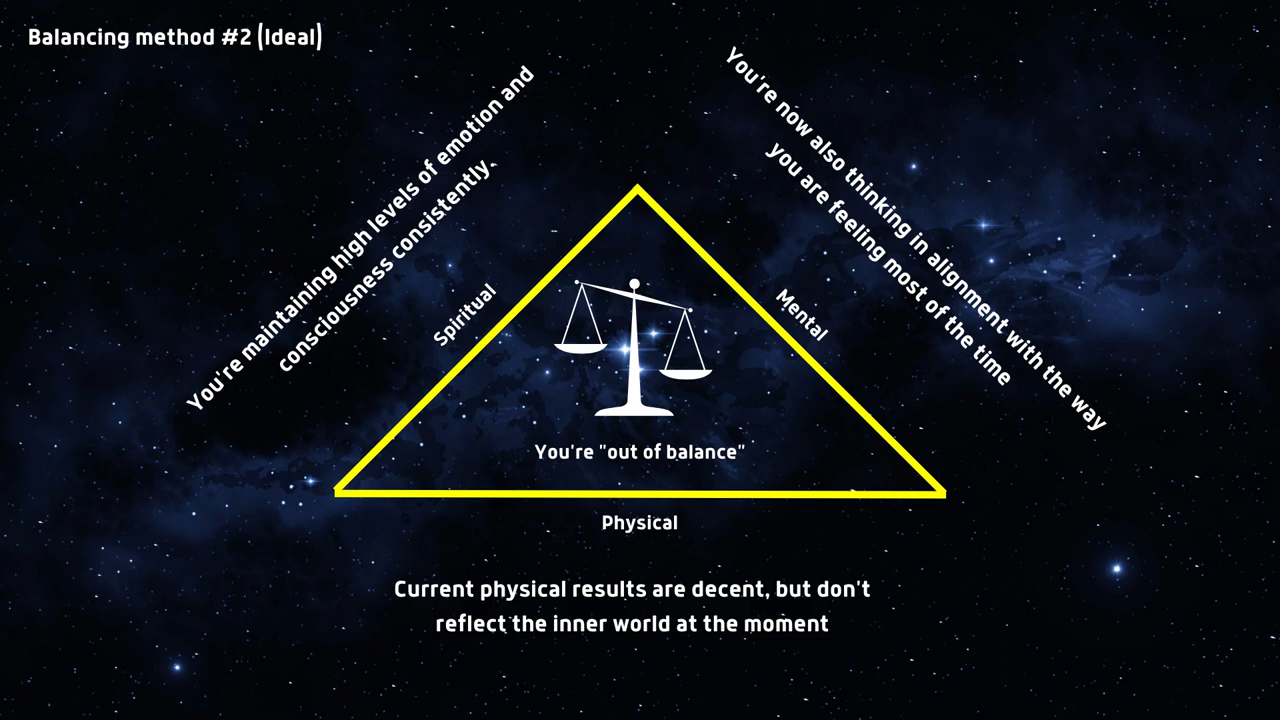 Balancing method #2 (Ideal)
You're maintaining high levels of emotion and
consciousness consistently.
You're now also thinking in alignment with the way
you are feeling most of the time
Spiritual
Mental
You're "out of balance"
Physical
Current physical results are decent, but don't
reflect the inner world at the moment